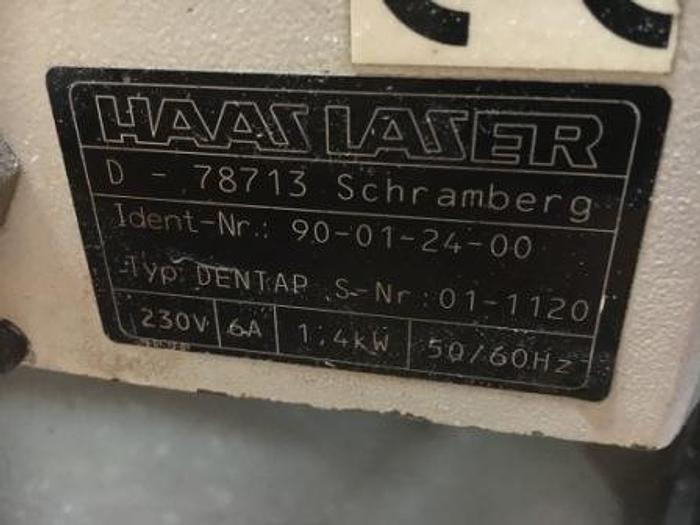 CE
HAAS LASER
D - 78713 Schramberg
Ident-Nr.: 90-01-24-00
Typ: DENTAP S-Nr.: 01-1120
230V 6A 1,4kW 50/60Hz